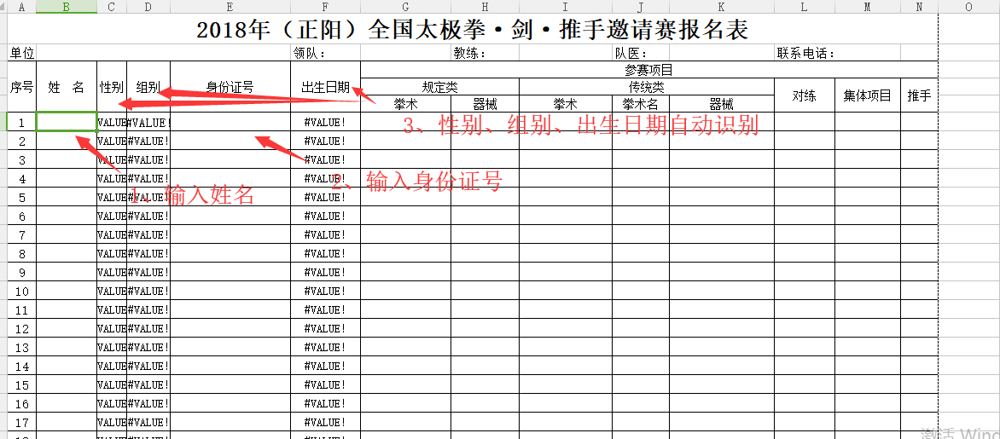 A B C D E F G H I J K L M N O
2018年（正阳）全国太极拳·剑·推手邀请赛报名表
单位 领队： 教练： 队医： 联系电话：
序号 姓 名 性别 组别 身份证号 出生日期 参赛项目
规定类 传统类 对练 集体项目 推手
拳术 器械 拳术 拳术名 器械
1 VALUE #VALUE! #VALUE!
3、性别、组别、出生日期自动识别
2 VALUE #VALUE! #VALUE!
3 VALUE #VALUE! #VALUE!
4 VALUE #VALUE! #VALUE!
2、输入身份证号
1、输入姓名
5 VALUE #VALUE! #VALUE!
6 VALUE #VALUE! #VALUE!
7 VALUE #VALUE! #VALUE!
8 VALUE #VALUE! #VALUE!
9 VALUE #VALUE! #VALUE!
10 VALUE #VALUE! #VALUE!
11 VALUE #VALUE! #VALUE!
12 VALUE #VALUE! #VALUE!
13 VALUE #VALUE! #VALUE!
14 VALUE #VALUE! #VALUE!
15 VALUE #VALUE! #VALUE!
16 VALUE #VALUE! #VALUE!
17 VALUE #VALUE! #VALUE!